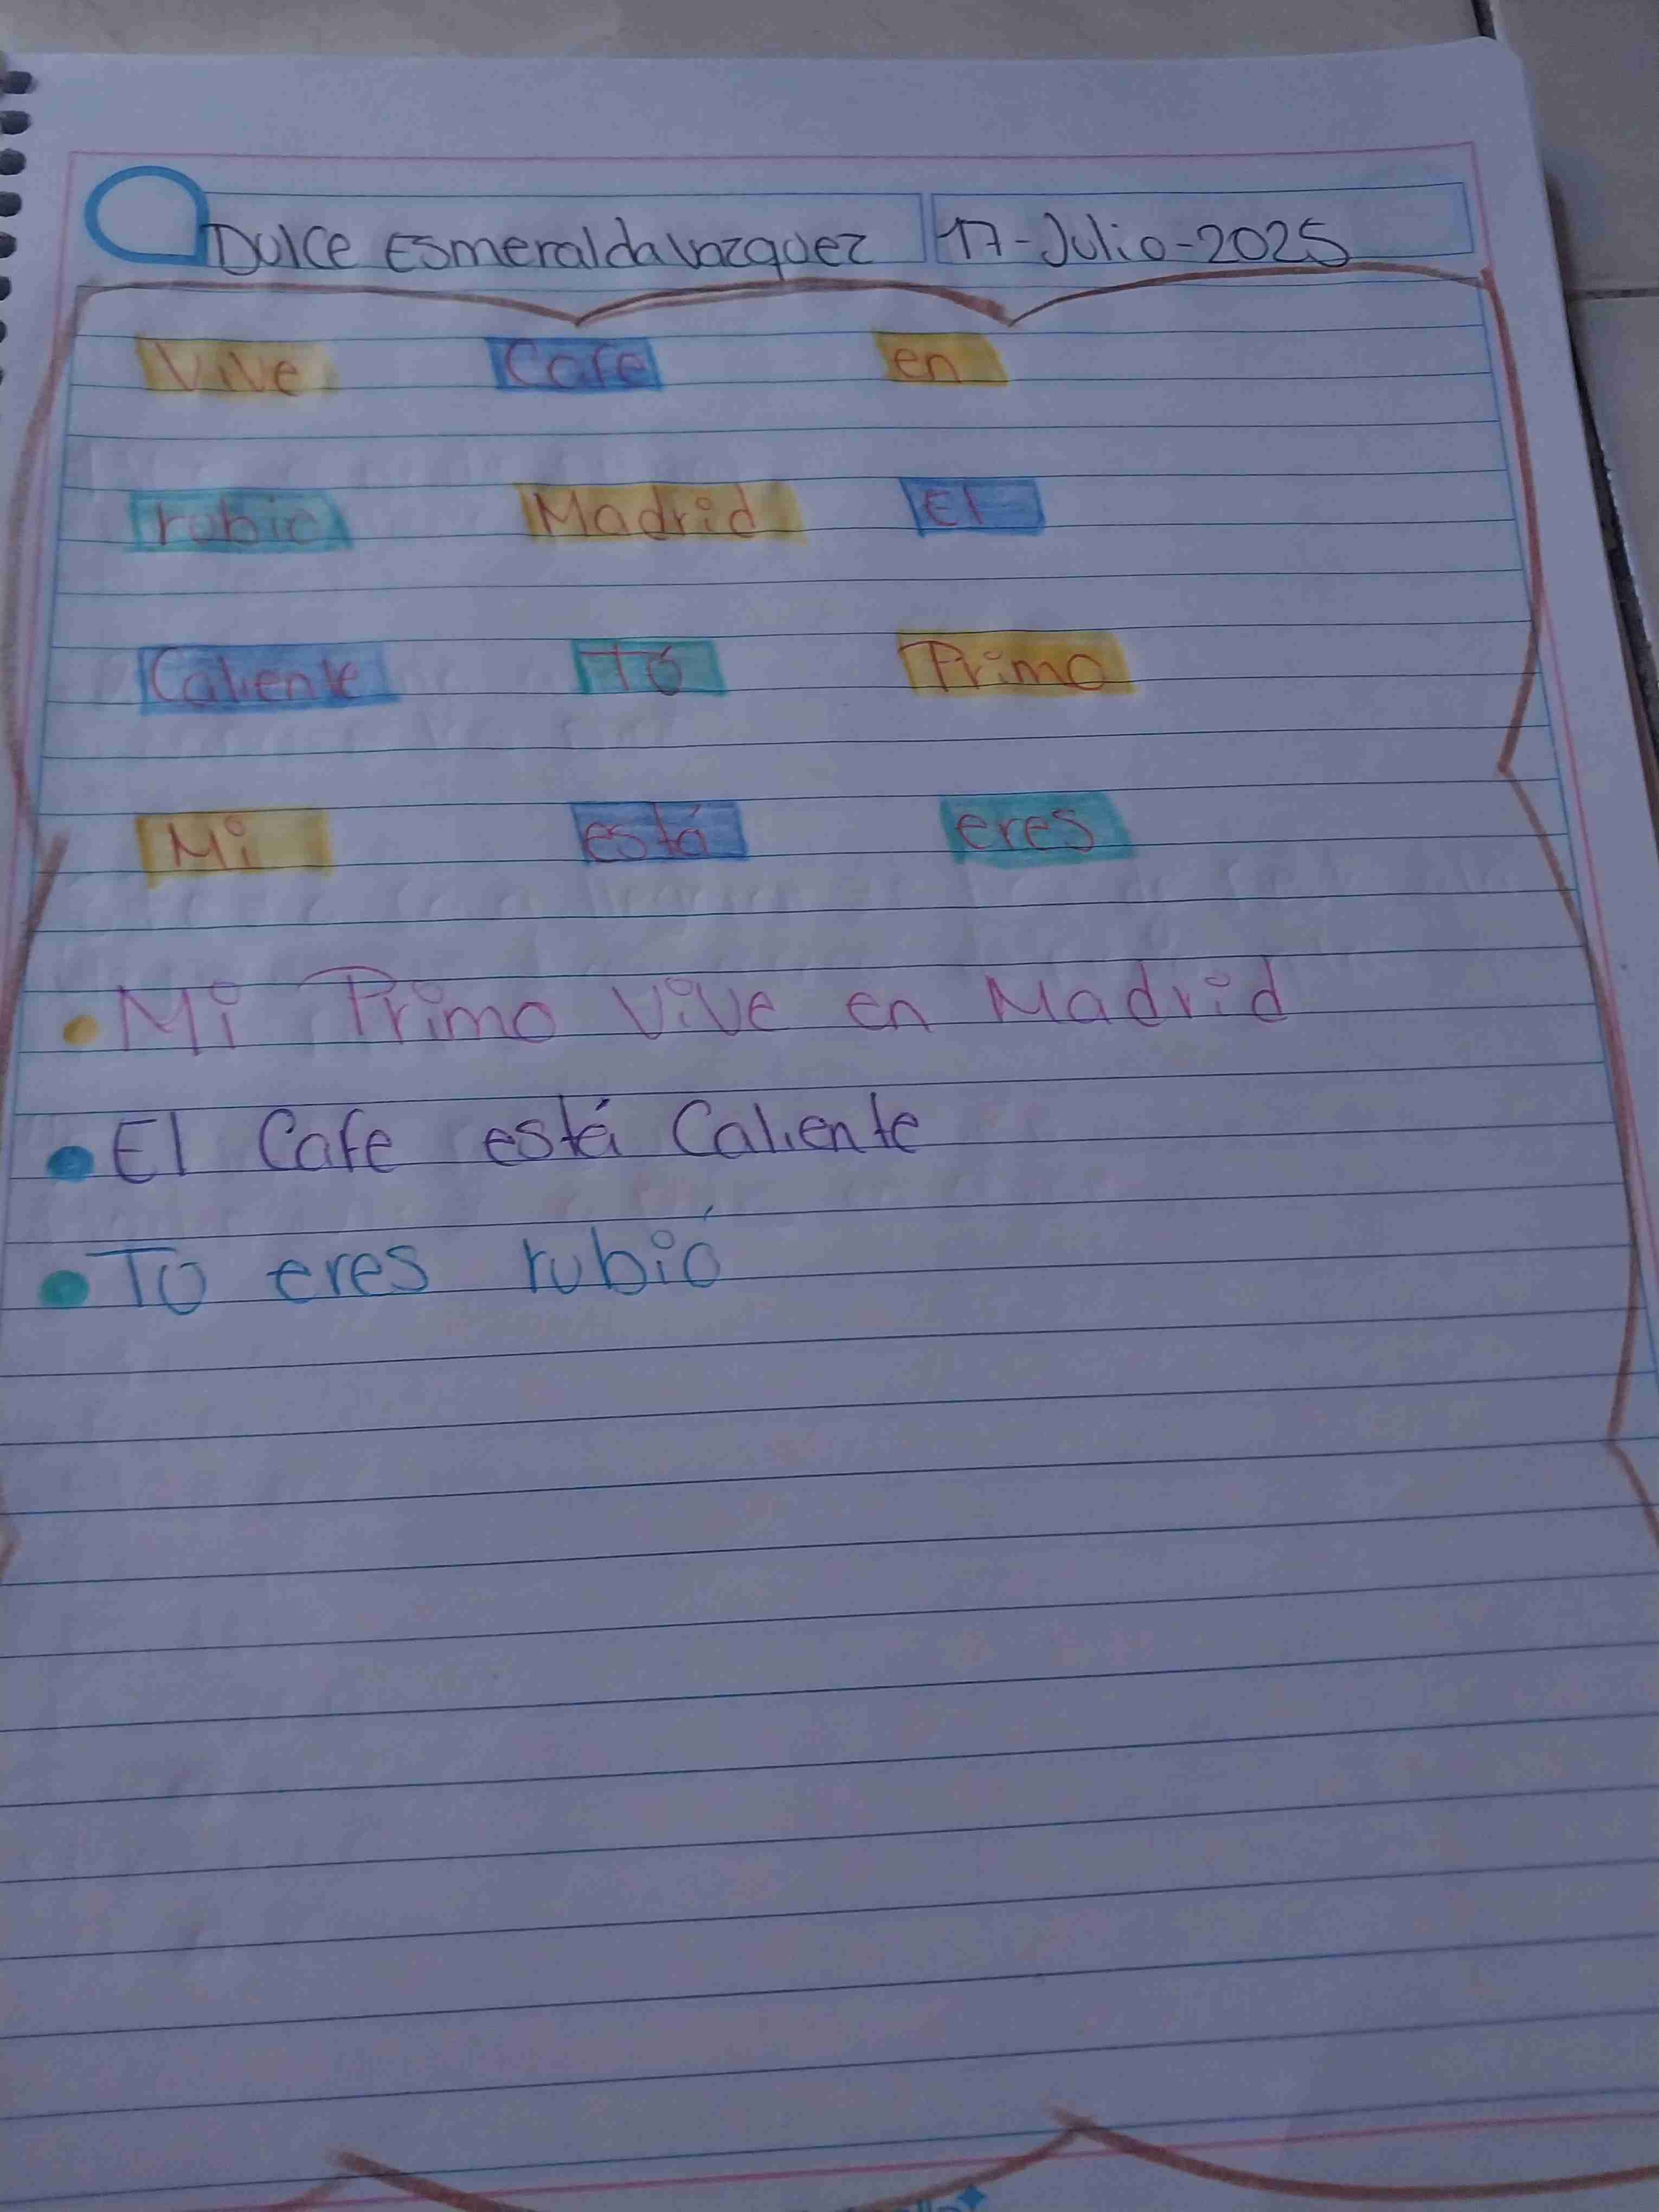 Dulce Esmeralda Vazquez 17-Julio-2025
Vive Cafe en
rubio Madrid El
Caliente Tú Primo
Mi está eres
• Mi Primo vive en Madrid
• El Cafe está Caliente
• Tu eres rubió